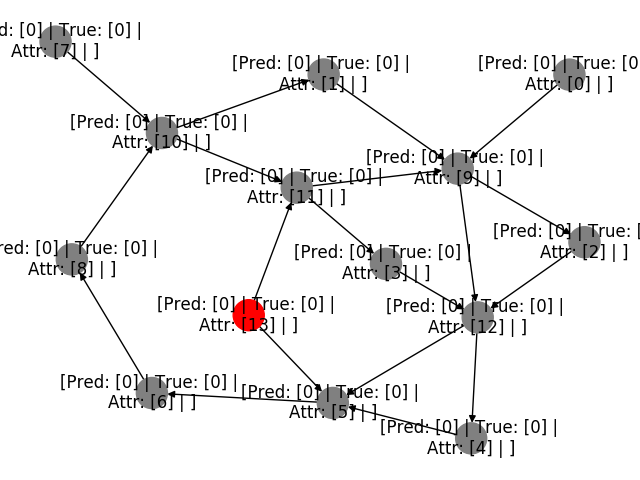 d: [0] | True: [0] |
Attr: [7] | ]
[Pred: [0] | True: [0] |
Attr: [1] | ]
[Pred: [0] | True: [0
Attr: [0] | ]
[Pred: [0] | True: [0] |
Attr: [10] | ]
[Pred: [0] | True: [0] |
Attr: [9] | ]
[Pred: [0] | True: [0] |
Attr: [11] | ]
[Pred: [0] | True: [0] |
Attr: [2] | ]
red: [0] | True: [0] |
Attr: [8] | ]
[Pred: [0] | True: [0] |
Attr: [3] | ]
[Pred: [0] | True: [0] |
Attr: [13] | ]
[Pred: [0] | True: [0] |
Attr: [12] | ]
[Pred: [0] | True: [0] |
Attr: [6] | ]
[Pred: [0] | True: [0] |
Attr: [5] | ]
[Pred: [0] | True: [0] |
Attr: [4] | ]